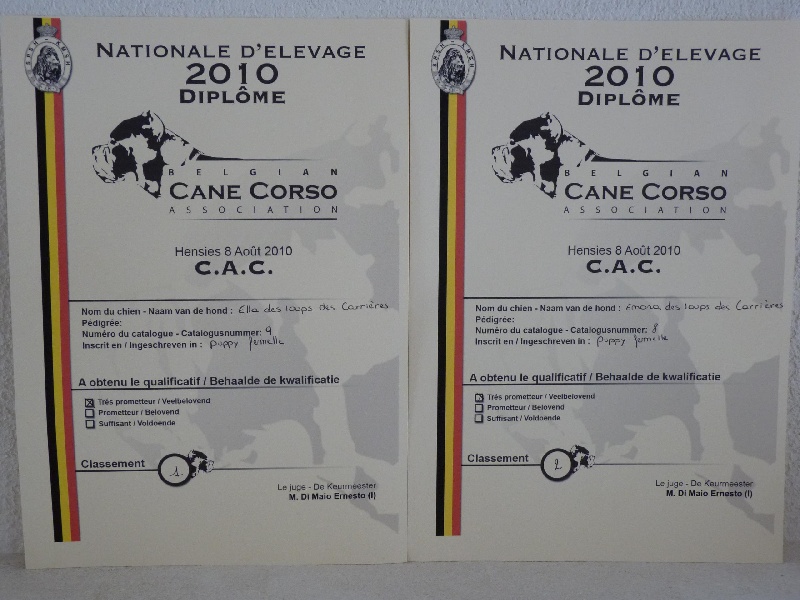 NATIONALE D'ELEVAGE
2010
DIPLÔME
BELGIAN
CANE CORSO
ASSOCIATION
Hensies 8 Août 2010
C.A.C.
Nom du chien - Naam van de hond : Ella des loups des Carrières
Pédigrée:
Numéro du catalogue - Catalogusnummer: 9
Inscrit en / Ingeschreven in : puppy femelle
A obtenu le qualificatif / Behaalde de kwalificatie
Très prometteur / Veelbelovend
Prometteur / Belovend
Suffisant / Voldoende
Classement 1
Le juge - De Keurmeester
M. Di Maio Ernesto (I)
NATIONALE D'ELEVAGE
2010
DIPLÔME
BELGIAN
CANE CORSO
ASSOCIATION
Hensies 8 Août 2010
C.A.C.
Nom du chien - Naam van de hond : des loups des Carrières
Pédigrée:
Numéro du catalogue - Catalogusnummer: 8
Inscrit en / Ingeschreven in : puppy femelle
A obtenu le qualificatif / Behaalde de kwalificatie
Très prometteur / Veelbelovend
Prometteur / Belovend
Suffisant / Voldoende
Classement 2
Le juge - De Keurmeester
M. Di Maio Ernesto (I)